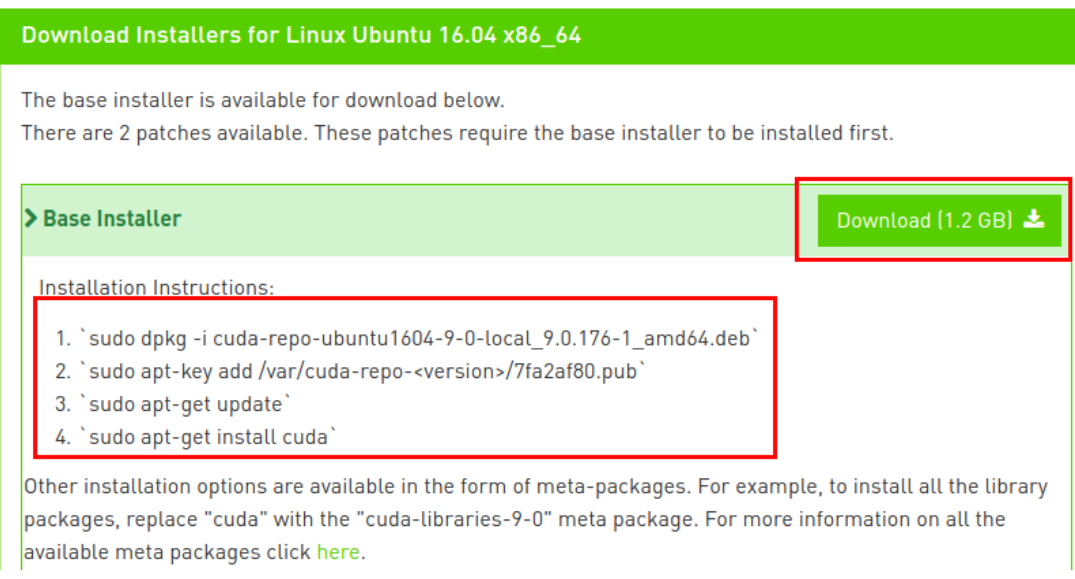 Download Installers for Linux Ubuntu 16.04 x86_64
The base installer is available for download below.
There are 2 patches available. These patches require the base installer to be installed first.
Base Installer
Download (1.2 GB)
Installation Instructions:
1. `sudo dpkg -i cuda-repo-ubuntu1604-9-0-local_9.0.176-1_amd64.deb`
2. `sudo apt-key add /var/cuda-repo-<version>/7fa2af80.pub`
3. `sudo apt-get update`
4. `sudo apt-get install cuda`
Other installation options are available in the form of meta-packages. For example, to install all the library
packages, replace "cuda" with the "cuda-libraries-9-0" meta package. For more information on all the
available meta packages click here.